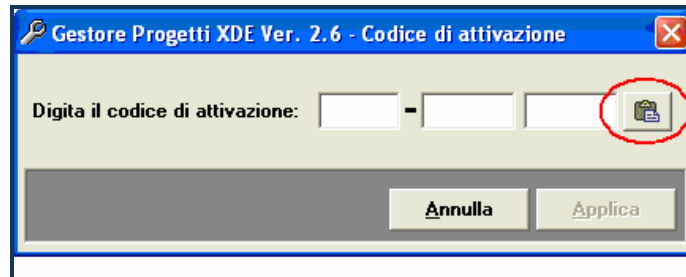 Gestore Progetti XDE Ver. 2.6 - Codice di attivazione
Digita il codice di attivazione: -
Annulla Applica